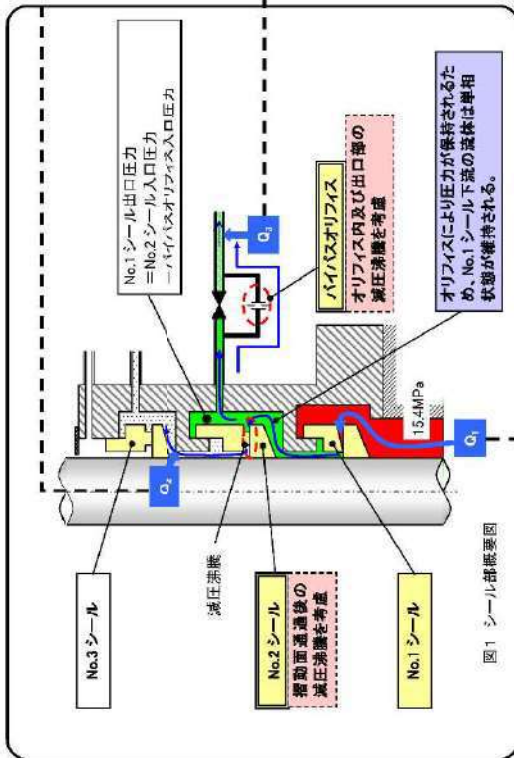 No.1 シール出口圧力
＝No.2 シール入口圧力
＝バイパスオリフィス入口圧力
バイパスオリフィス
オリフィス内及び出口部の
減圧沸騰を考慮
オリフィスにより圧力が保持されるた
め、No.1 シール下流の流体は単相
状態が維持される。
Q3
15.4MPa
Q2
Q1
No.3 シール
減圧沸騰
No.2 シール
摺動面通過後の
減圧沸騰を考慮
No.1 シール
図1 シール部概要図